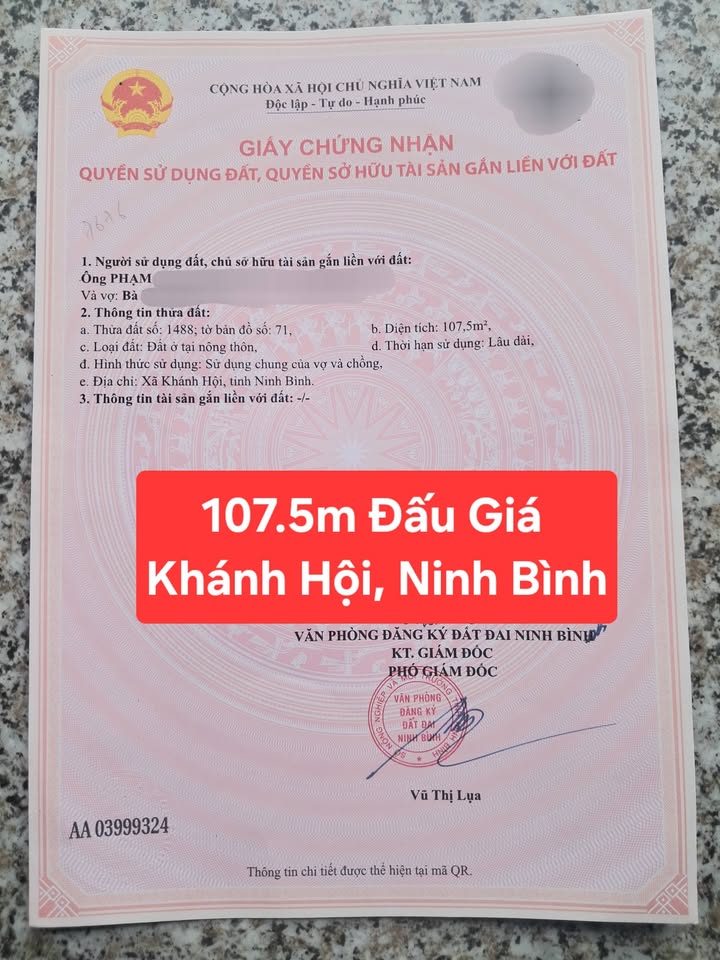 CỘNG HÒA XÃ HỘI CHỦ NGHĨA VIỆT NAM
Độc lập - Tự do - Hạnh phúc
GIẤY CHỨNG NHẬN
QUYỀN SỬ DỤNG ĐẤT, QUYỀN SỞ HỮU TÀI SẢN GẮN LIỀN VỚI ĐẤT
1. Người sử dụng đất, chủ sở hữu tài sản gắn liền với đất:
Ông PHẠM
Và vợ: Bà
2. Thông tin thửa đất:
a. Thửa đất số: 1488; tờ bản đồ số: 71, b. Diện tích: 107,5m²,
c. Loại đất: Đất ở tại nông thôn, d. Thời hạn sử dụng: Lâu dài,
đ. Hình thức sử dụng: Sử dụng chung của vợ và chồng,
e. Địa chỉ: Xã Khánh Hội, tỉnh Ninh Bình.
3. Thông tin tài sản gắn liền với đất: -/-
107.5m Đấu Giá
Khánh Hội, Ninh Bình
VĂN PHÒNG ĐĂNG KÝ ĐẤT ĐAI NINH BÌNH
KT. GIÁM ĐỐC
PHÓ GIÁM ĐỐC
VĂN PHÒNG
ĐĂNG KÝ
ĐẤT ĐAI
NINH BÌNH
Vũ Thị Lụa
AA 03999324
Thông tin chi tiết được thể hiện tại mã QR.